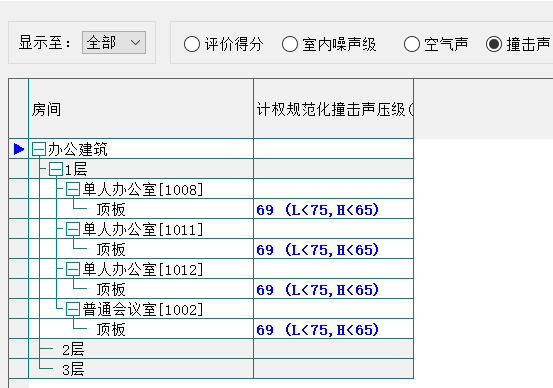 显示至： 全部
评价得分 室内噪声级 空气声 撞击声
房间 计权规范化撞击声压级(
办公建筑
1层
单人办公室[1008]
顶板 69 (L<75,H<65)
单人办公室[1011]
顶板 69 (L<75,H<65)
单人办公室[1012]
顶板 69 (L<75,H<65)
普通会议室[1002]
顶板 69 (L<75,H<65)
2层
3层